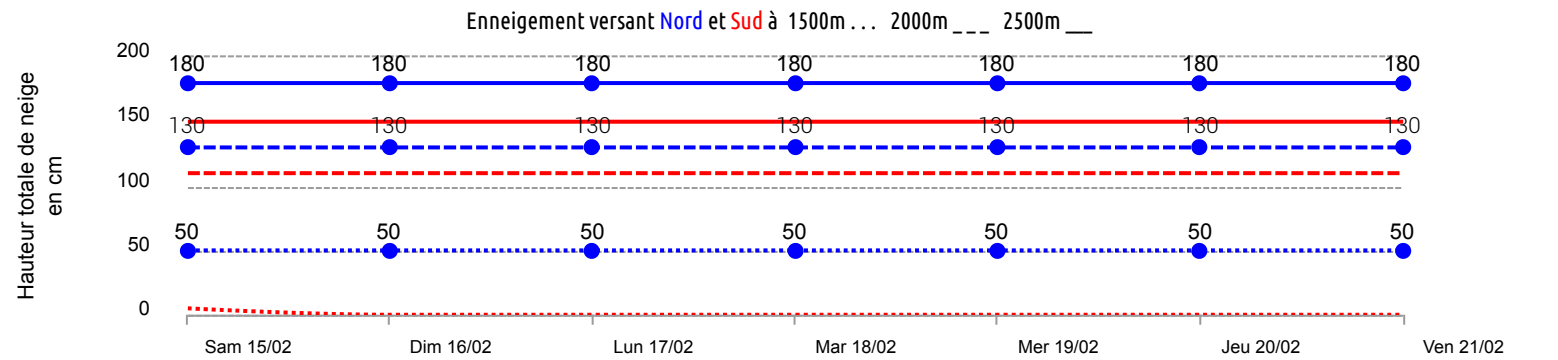 Enneigement versant Nord et Sud à 1500m . . . 2000m _ _ _ 2500m __
Hauteur totale de neige
en cm
200
150
100
50
0
180 180 180 180 180 180 180
130 130 130 130 130 130 130
50 50 50 50 50 50 50
Sam 15/02 Dim 16/02 Lun 17/02 Mar 18/02 Mer 19/02 Jeu 20/02 Ven 21/02